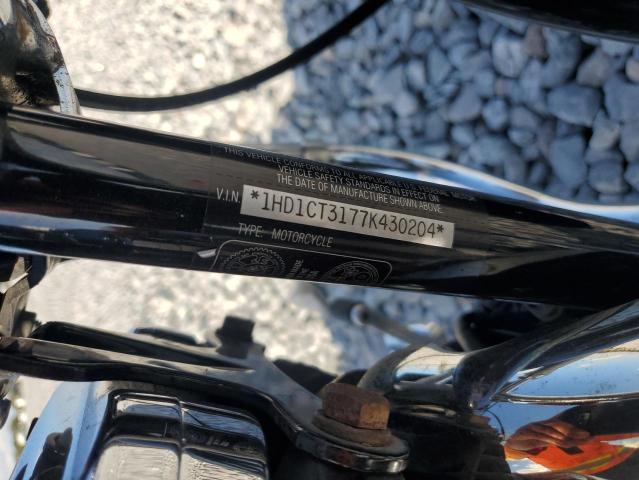 THIS VEHICLE CONFORMS TO ALL APPLICABLE U.S. FEDERAL MOTOR
VEHICLE SAFETY STANDARDS IN EFFECT ON
THE DATE OF MANUFACTURE SHOWN ABOVE.
V.I.N. *1HD1CT3177K430204*
TYPE: MOTORCYCLE